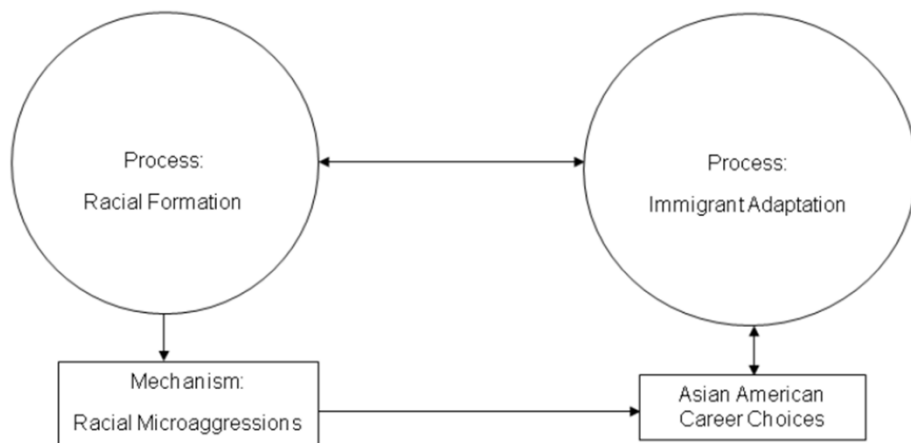 Process:
Racial Formation
Process:
Immigrant Adaptation
Mechanism:
Racial Microaggressions
Asian American
Career Choices